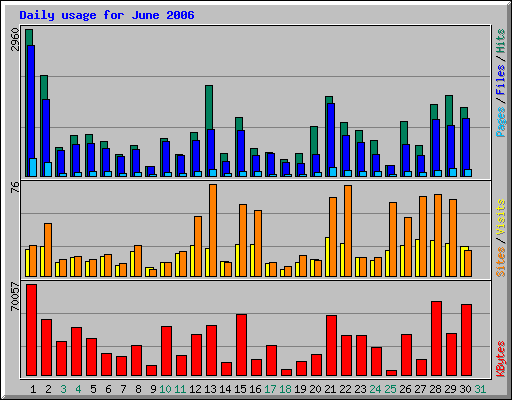 Daily usage for June 2006
2960
Pages / Files / Hits
76
Sites / Visits
70057
KBytes
1 2 3 4 5 6 7 8 9 10 11 12 13 14 15 16 17 18 19 20 21 22 23 24 25 26 27 28 29 30 31